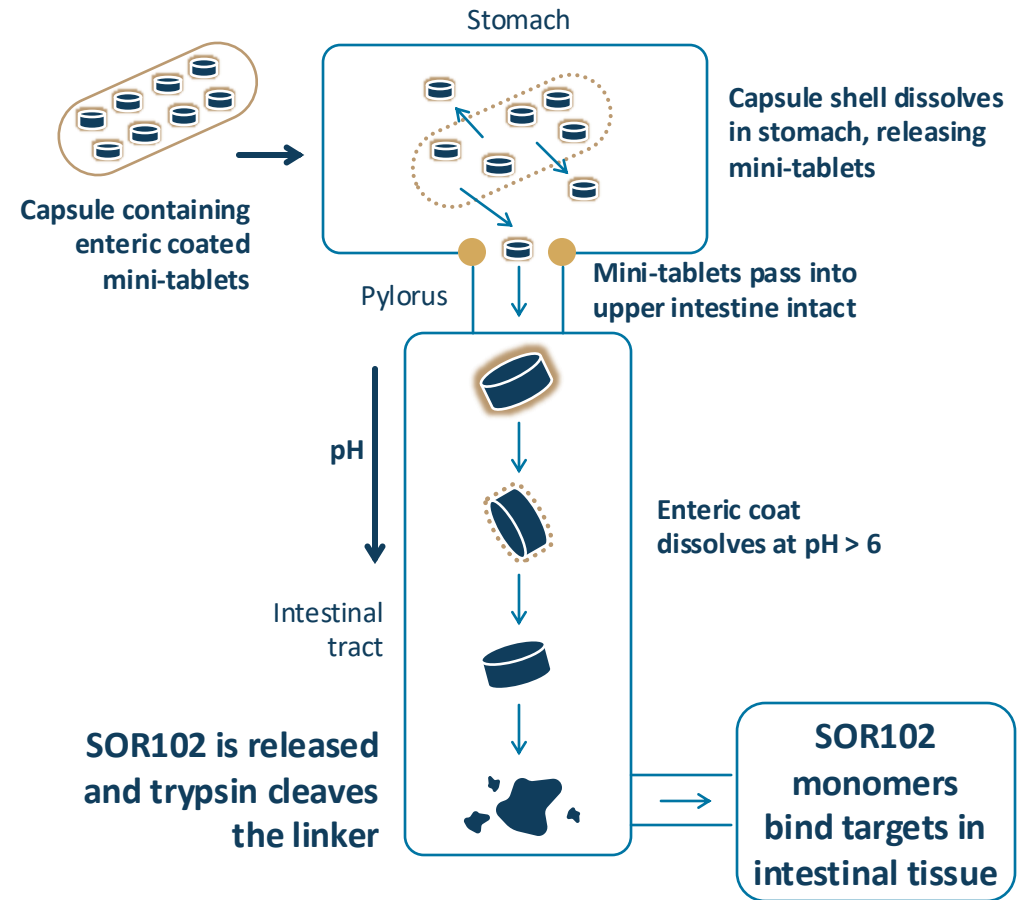 Stomach
Capsule containing
enteric coated
mini-tablets
Capsule shell dissolves
in stomach, releasing
mini-tablets
Pylorus
Mini-tablets pass into
upper intestine intact
pH
Enteric coat
dissolves at pH > 6
Intestinal
tract
SOR102 is released
and trypsin cleaves
the linker
SOR102
monomers
bind targets in
intestinal tissue